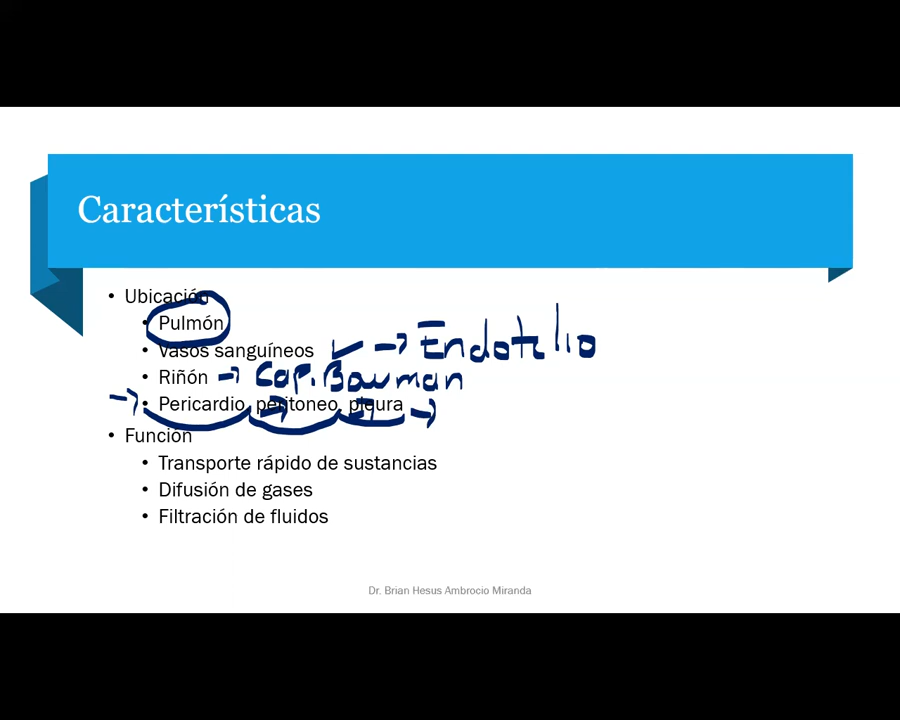 Características
• Ubicación
• Pulmón
• Vasos sanguíneos → Endotelio
• Riñón → Cap. Bauman
→ • Pericardio, peritoneo, pleura →
• Función
• Transporte rápido de sustancias
• Difusión de gases
• Filtración de fluidos
Dr. Brian Hesus Ambrocio Miranda